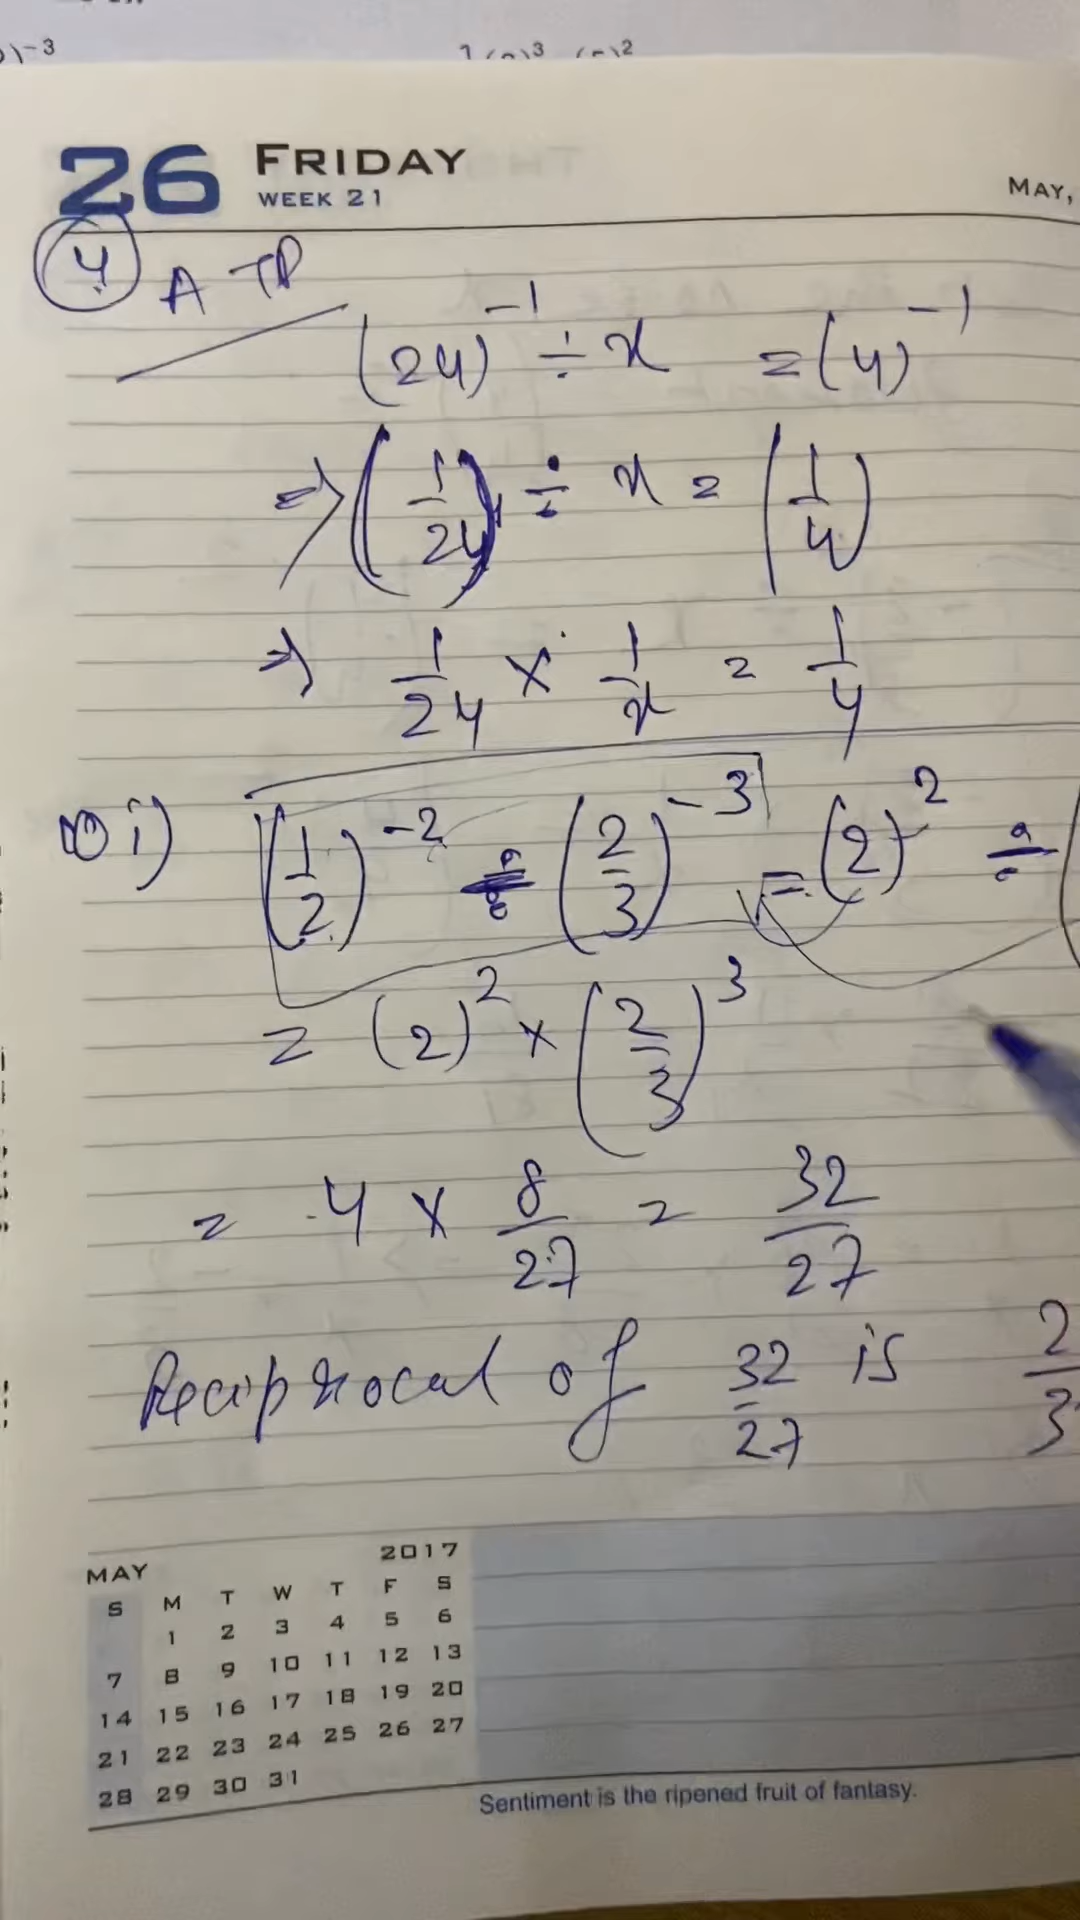 )⁻³ 1 (
26 FRIDAY
WEEK 21
MAY,
4 A TP
(24)⁻¹ ÷ x = (4)⁻¹
⇒ (1/24) ÷ x = (1/4)
⇒ 1/24 × 1/x = 1/4
i) (1/2)⁻² ÷ (2/3)⁻³ = (2)² ÷ (
= (2)² × (2/3)³
= 4 × 8/27 = 32/27
Reciprocal of 32/27 is 2/3
MAY 2017
S M T W T F S
1 2 3 4 5 6
7 8 9 10 11 12 13
14 15 16 17 18 19 20
21 22 23 24 25 26 27
28 29 30 31
Sentiment is the ripened fruit of fantasy.